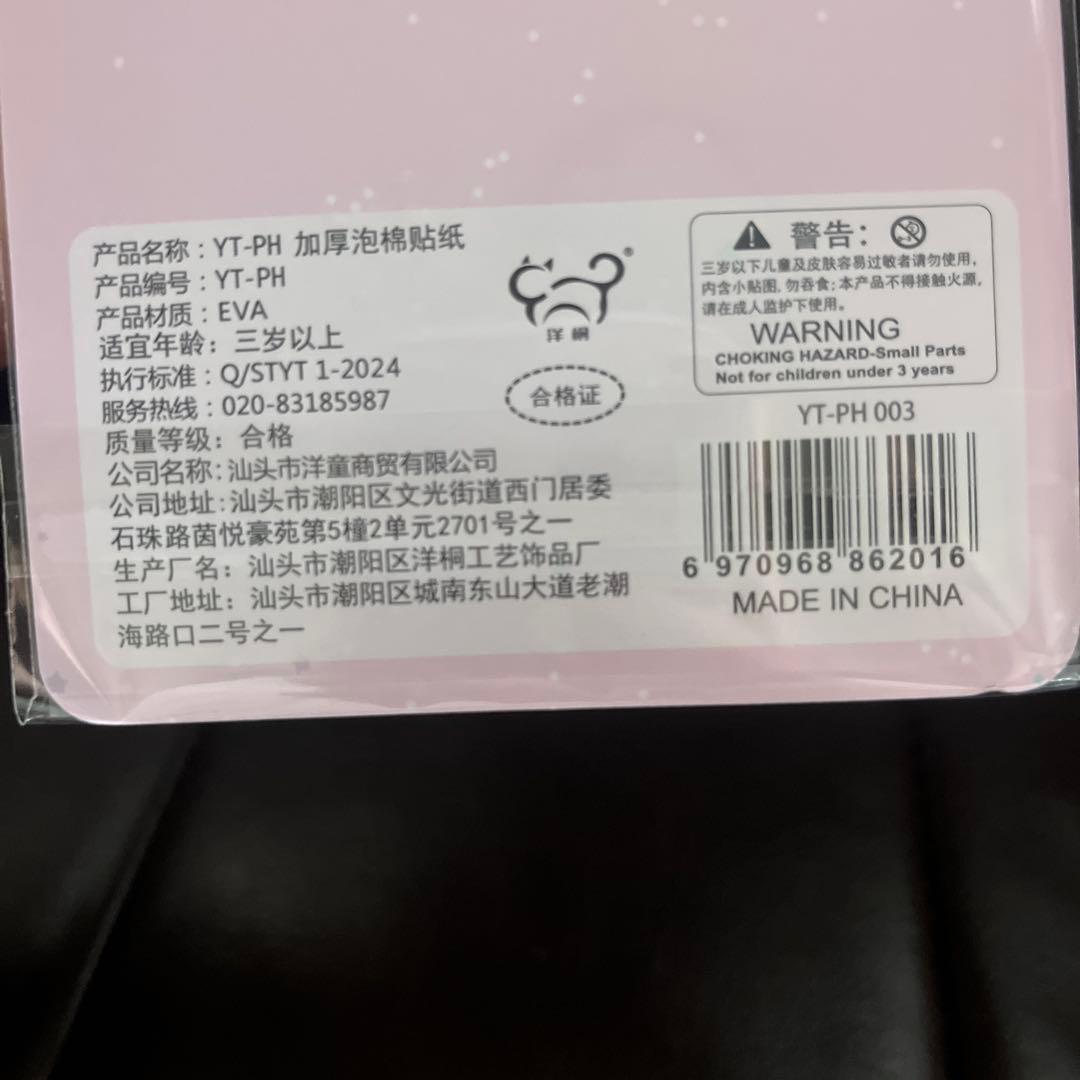 产品名称：YT-PH 加厚泡棉贴纸
产品编号：YT-PH
产品材质：EVA
适宜年龄：三岁以上
执行标准：Q/STYT 1-2024
服务热线：020-83185987
质量等级：合格
公司名称：汕头市洋童商贸有限公司
公司地址：汕头市潮阳区文光街道西门居委
石珠路茵悦豪苑第5橦2单元2701号之一
生产厂名：汕头市潮阳区洋桐工艺饰品厂
工厂地址：汕头市潮阳区城南东山大道老潮
海路口二号之一
®
洋桐
合格证
警告：
三岁以下儿童及皮肤容易过敏者请勿使用，
内含小贴图，勿吞食；本产品不得接触火源，
请在成人监护下使用。
WARNING
CHOKING HAZARD-Small Parts
Not for children under 3 years
YT-PH 003
6 970968 862016
MADE IN CHINA